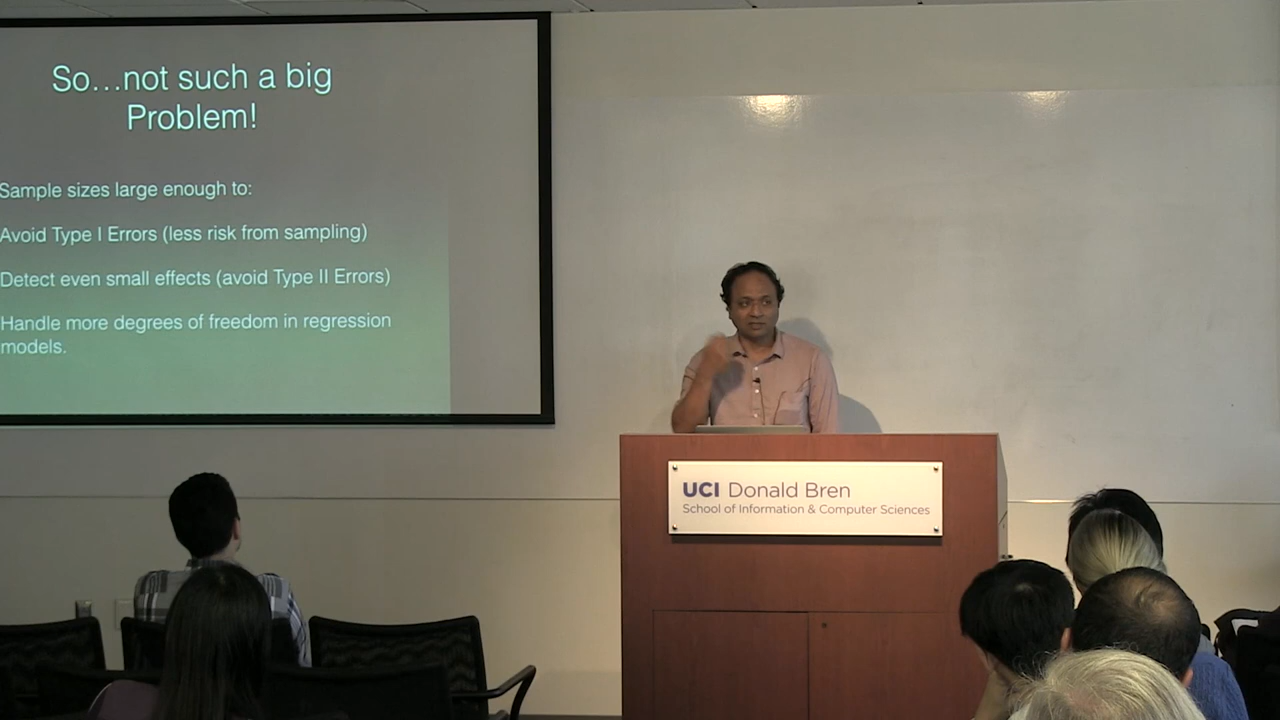 So...not such a big
Problem!
Sample sizes large enough to:
Avoid Type I Errors (less risk from sampling)
Detect even small effects (avoid Type II Errors)
Handle more degrees of freedom in regression
models.
UCI Donald Bren
School of Information & Computer Sciences